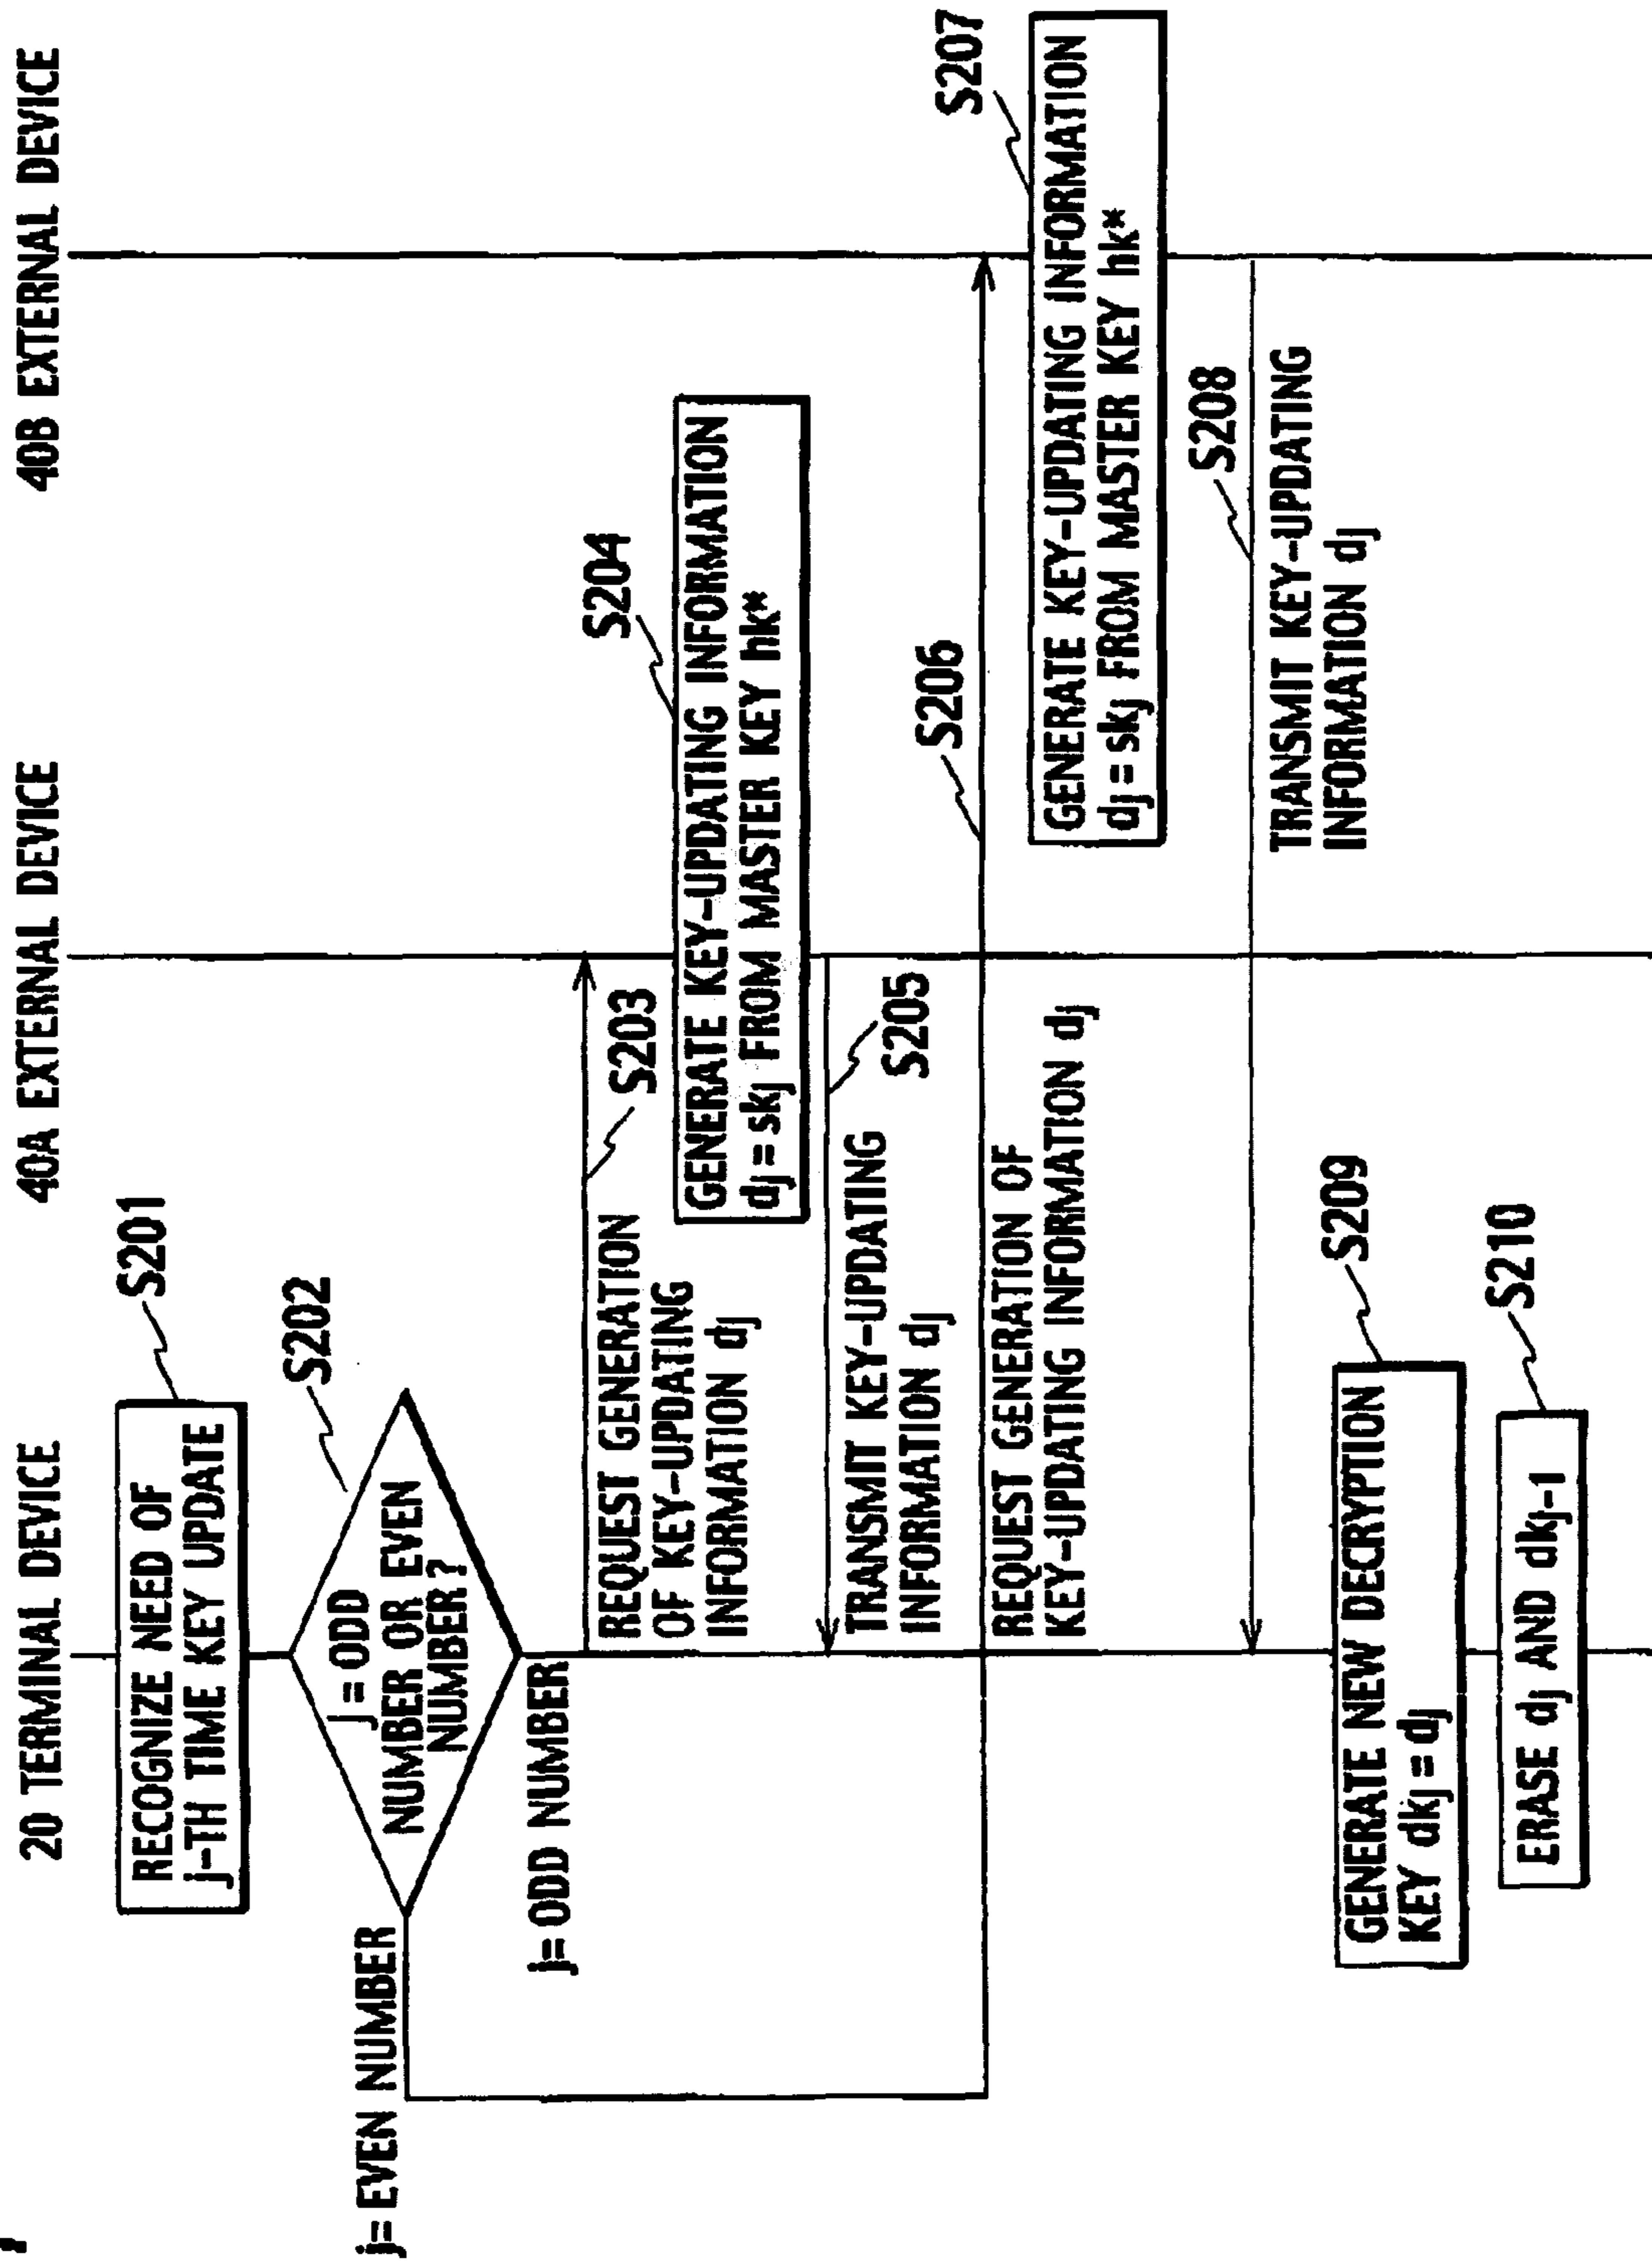 20 TERMINAL DEVICE
40A EXTERNAL DEVICE
40B EXTERNAL DEVICE
S201
RECOGNIZE NEED OF
j-TH TIME KEY UPDATE
S202
j = ODD
NUMBER OR EVEN
NUMBER?
j= EVEN NUMBER
j= ODD NUMBER
S203
REQUEST GENERATION
OF KEY-UPDATING
INFORMATION dj
S204
GENERATE KEY-UPDATING INFORMATION
dj = skj FROM MASTER KEY hk*
S205
TRANSMIT KEY-UPDATING
INFORMATION dj
S206
REQUEST GENERATION OF
KEY-UPDATING INFORMATION dj
S207
GENERATE KEY-UPDATING INFORMATION
dj = skj FROM MASTER KEY hk*
S208
TRANSMIT KEY-UPDATING
INFORMATION dj
S209
GENERATE NEW DECRYPTION
KEY dkj = dj
S210
ERASE dj AND dkj-1